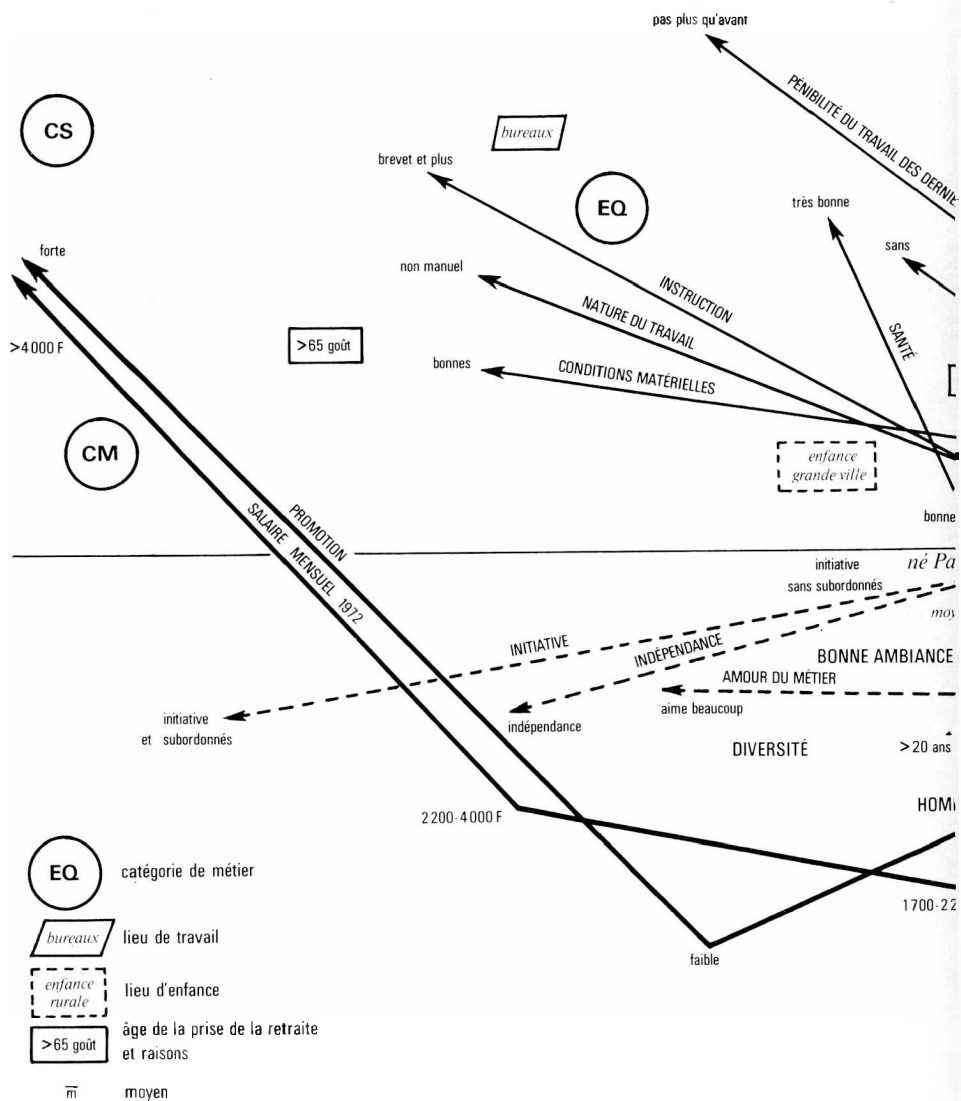 pas plus qu'avant
PÉNIBILITÉ DU TRAVAIL DES DERNIE
CS
bureaux
brevet et plus
EQ
très bonne
sans
forte
non manuel
INSTRUCTION
NATURE DU TRAVAIL
SANTÉ
>4 000 F
>65 goût
bonnes
CONDITIONS MATÉRIELLES
CM
enfance
grande ville
bonne
PROMOTION
SALAIRE MENSUEL 1972
initiative
sans subordonnés
né Pa
moy
INITIATIVE
INDÉPENDANCE
BONNE AMBIANCE
AMOUR DU MÉTIER
aime beaucoup
initiative
et subordonnés
indépendance
DIVERSITÉ
>20 ans
HOM
2 200-4 000 F
1700-22
faible
EQ
catégorie de métier
bureaux
lieu de travail
enfance
rurale
lieu d'enfance
>65 goût
âge de la prise de la retraite
et raisons
m̅
moyen